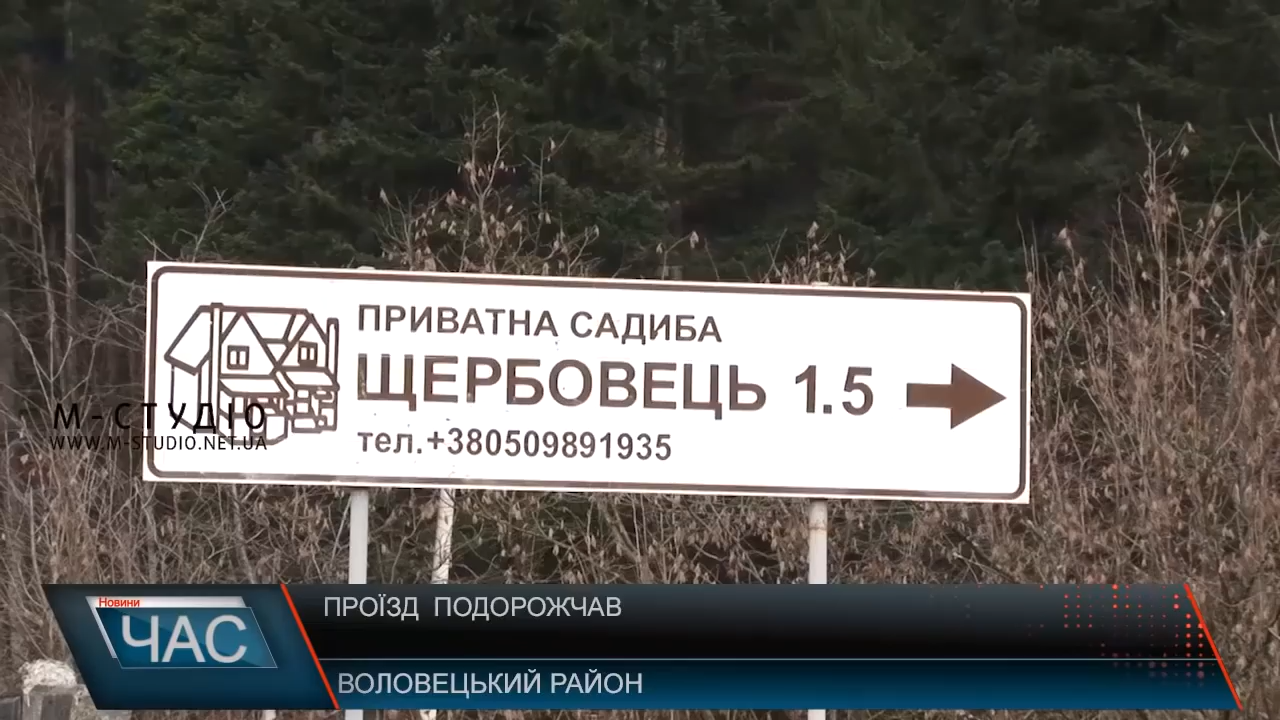 ПРИВАТНА САДИБА
ЩЕРБОВЕЦЬ 1.5
тел.+380509891935
М-СТУДІО
WWW.M-STUDIO.NET.UA
Новини
ЧАС
ПРОЇЗД ПОДОРОЖЧАВ
ВОЛОВЕЦЬКИЙ РАЙОН